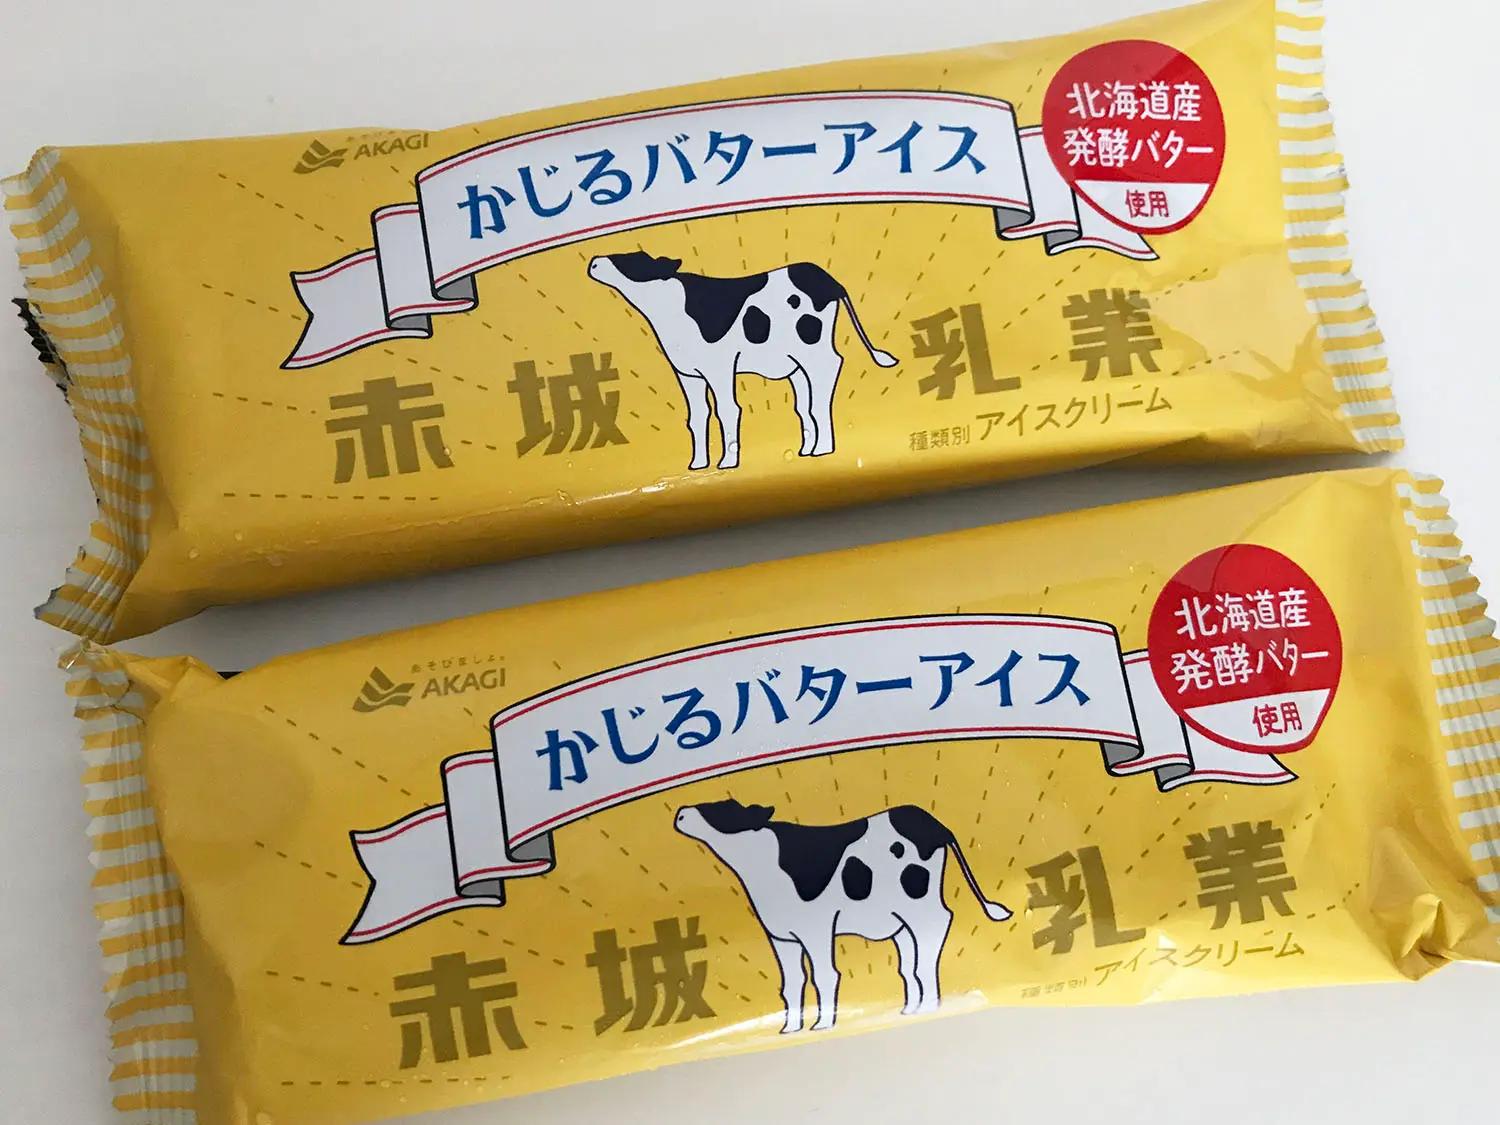 AKAGI
かじるバターアイス
北海道産
発酵バター
使用
赤城乳業
種類別 アイスクリーム
あそびましょ。
AKAGI
かじるバターアイス
北海道産
発酵バター
使用
赤城乳業
種類別 アイスクリーム